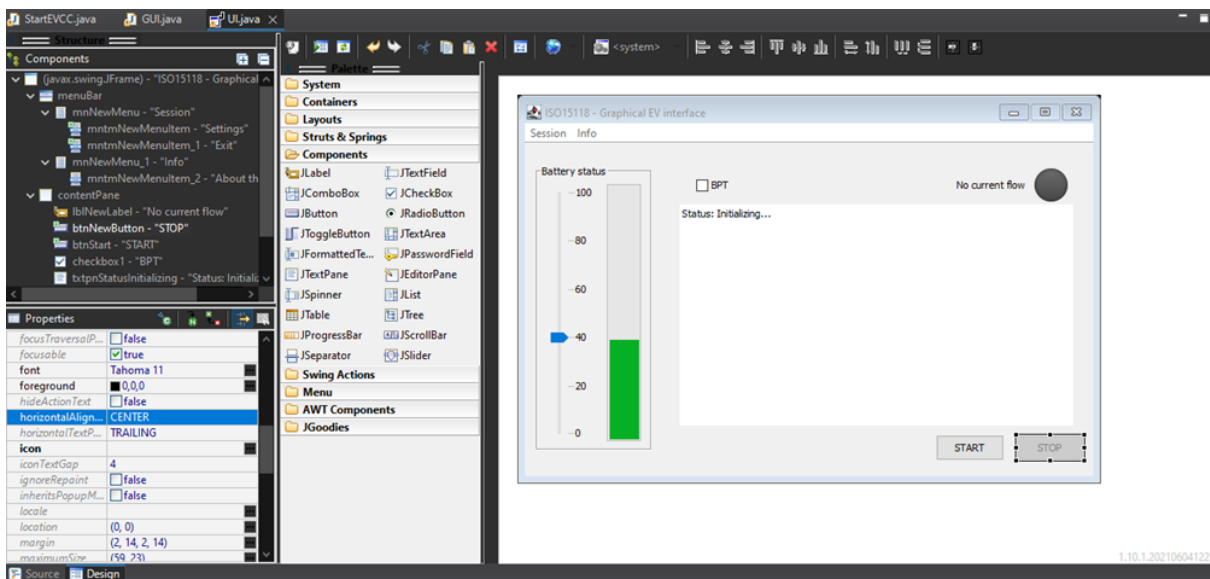 StartEVCC.java
GUI.java
UI.java
Structure
Components
(javax.swing.JFrame) - "ISO15118 - Graphical
menuBar
mnNewMenu - "Session"
mntmNewMenuItem - "Settings"
mntmNewMenuItem_1 - "Exit"
mnNewMenu_1 - "Info"
mntmNewMenuItem_2 - "About th
contentPane
lblNewLabel - "No current flow"
btnNewButton - "STOP"
btnStart - "START"
checkbox1 - "BPT"
txtpnStatusInitializing - "Status: Initializ
Properties
focusTraversalP... false
focusable true
font Tahoma 11
foreground 0,0,0
hideActionText false
horizontalAlign... CENTER
horizontalTextP... TRAILING
icon
iconTextGap 4
ignoreRepaint false
inheritsPopupM... false
locale
location (0, 0)
margin (2, 14, 2, 14)
maximumSize (59, 23)
Source Design
<system>
Palette
System
Containers
Layouts
Struts & Springs
Components
JLabel JTextField
JComboBox JCheckBox
JButton JRadioButton
JToggleButton JTextArea
JFormattedTe... JPasswordField
JTextPane JEditorPane
JSpinner JList
JTable JTree
JProgressBar JScrollBar
JSeparator JSlider
Swing Actions
Menu
AWT Components
JGoodies
ISO15118 - Graphical EV interface
Session Info
Battery status
100
80
60
40
20
0
BPT
No current flow
Status: Initializing...
START
STOP
1.10.1.20210604122